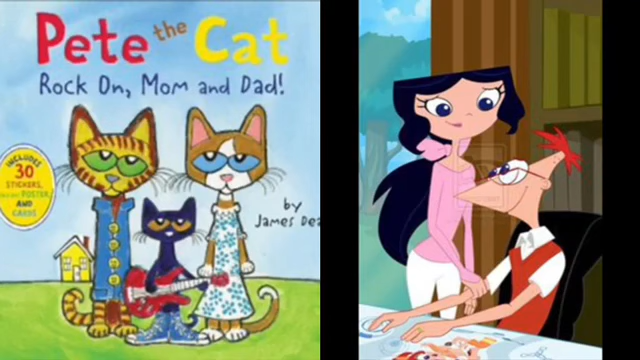 Pete the Cat
Rock On, Mom and Dad!
INCLUDES
30
STICKERS,
POSTER
AND
CARDS
by
James Dea